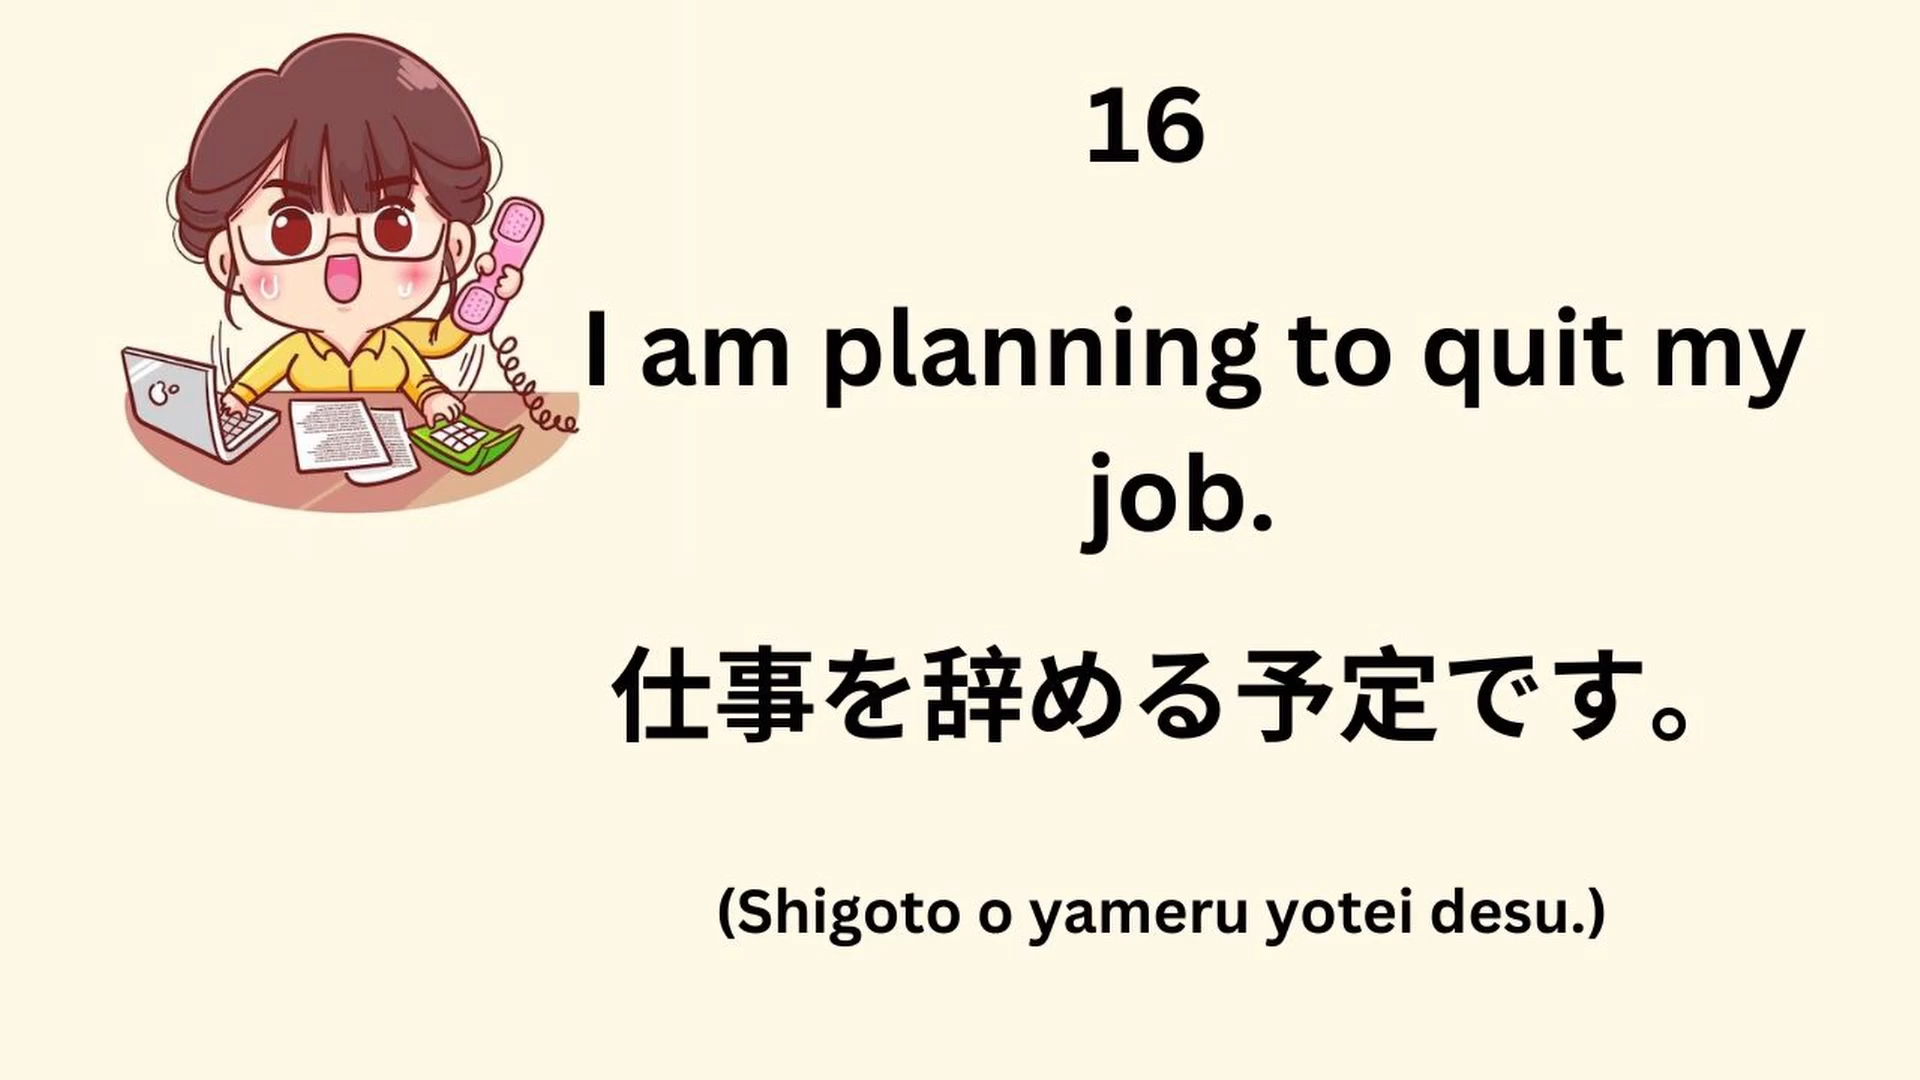 16
I am planning to quit my
job.
仕事を辞める予定です。
(Shigoto o yameru yotei desu.)